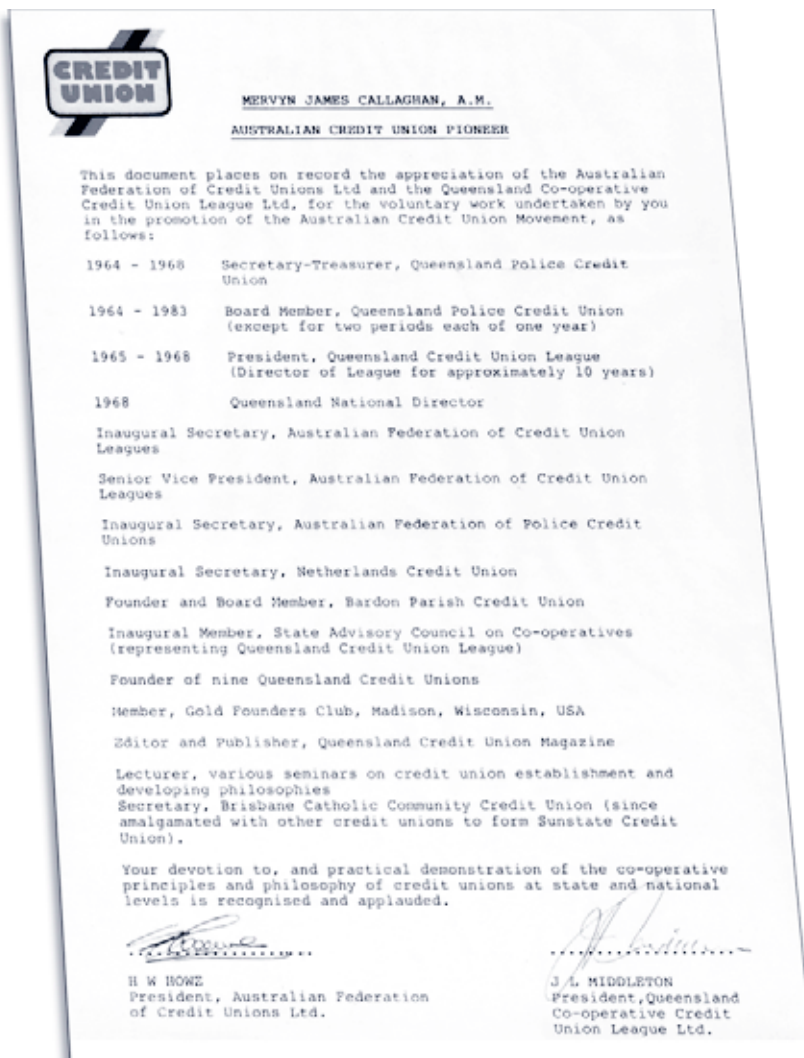 CREDIT
UNION
MERVYN JAMES CALLAGHAN, A.M.
AUSTRALIAN CREDIT UNION PIONEER
This document places on record the appreciation of the Australian
Federation of Credit Unions Ltd and the Queensland Co-operative
Credit Union League Ltd, for the voluntary work undertaken by you
in the promotion of the Australian Credit Union Movement, as
follows:
1964 - 1968 Secretary-Treasurer, Queensland Police Credit
Union
1964 - 1983 Board Member, Queensland Police Credit Union
(except for two periods each of one year)
1965 - 1968 President, Queensland Credit Union League
(Director of League for approximately 10 years)
1968 Queensland National Director
Inaugural Secretary, Australian Federation of Credit Union
Leagues
Senior Vice President, Australian Federation of Credit Union
Leagues
Inaugural Secretary, Australian Federation of Police Credit
Unions
Inaugural Secretary, Netherlands Credit Union
Founder and Board Member, Bardon Parish Credit Union
Inaugural Member, State Advisory Council on Co-operatives
(representing Queensland Credit Union League)
Founder of nine Queensland Credit Unions
Member, Gold Founders Club, Madison, Wisconsin, USA
Editor and Publisher, Queensland Credit Union Magazine
Lecturer, various seminars on credit union establishment and
developing philosophies
Secretary, Brisbane Catholic Community Credit Union (since
amalgamated with other credit unions to form Sunstate Credit
Union).
Your devotion to, and practical demonstration of the co-operative
principles and philosophy of credit unions at state and national
levels is recognised and applauded.
H W HOWZ
President, Australian Federation
of Credit Unions Ltd.
J L MIDDLETON
President,Queensland
Co-operative Credit
Union League Ltd.